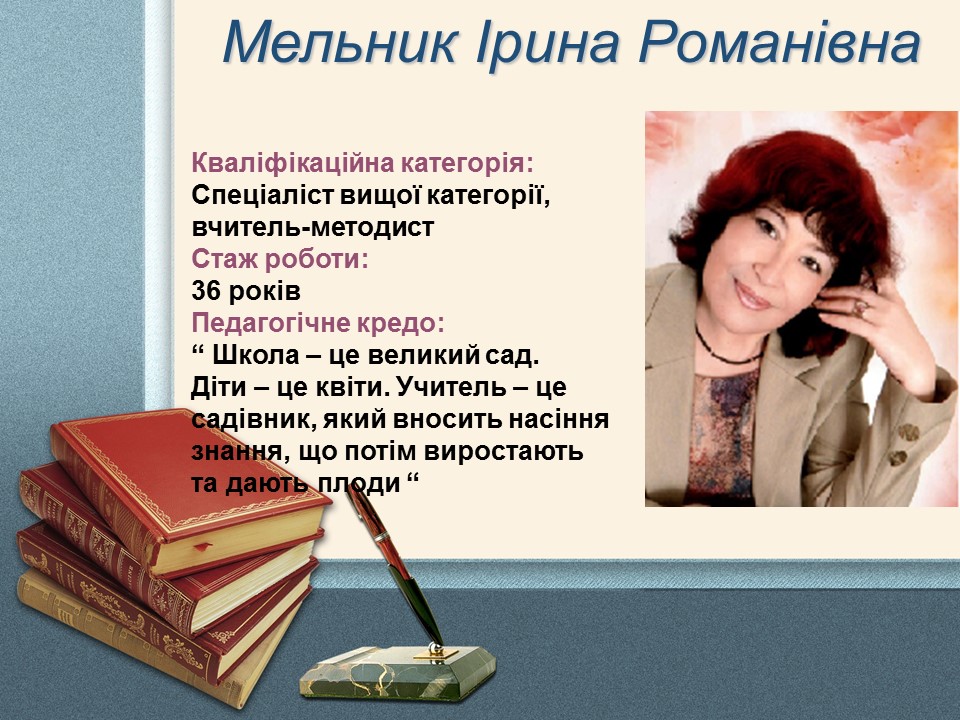 Мельник Ірина Романівна
Кваліфікаційна категорія:
Спеціаліст вищої категорії,
вчитель-методист
Стаж роботи:
36 років
Педагогічне кредо:
“ Школа – це великий сад.
Діти – це квіти. Учитель – це
садівник, який вносить насіння
знання, що потім виростають
та дають плоди “